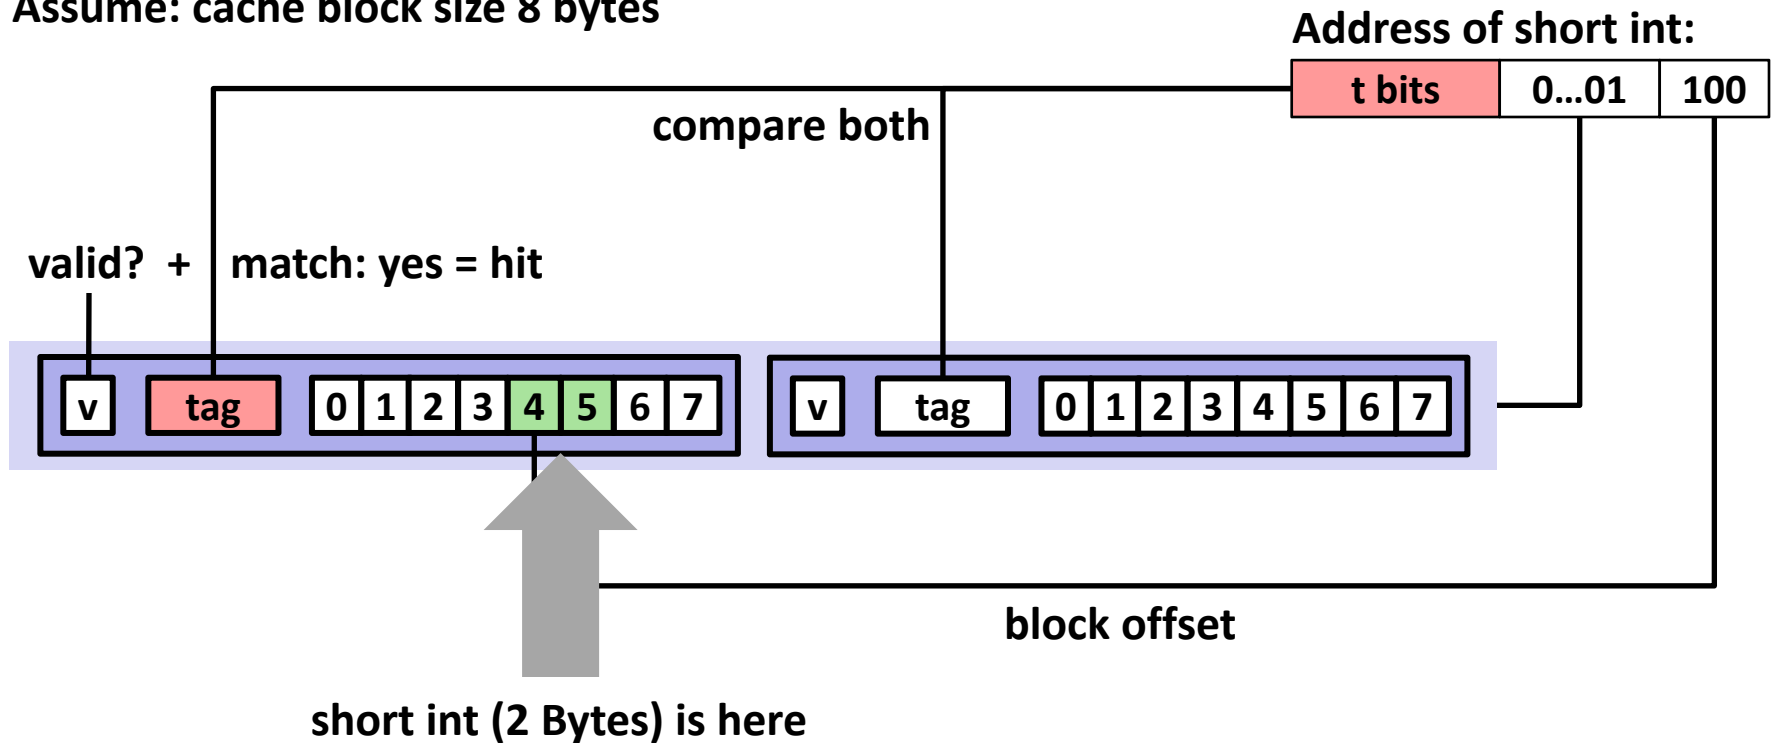 Assume: cache block size 8 bytes
Address of short int:
t bits 0...01 100
compare both
valid? + match: yes = hit
v tag 0 1 2 3 4 5 6 7 v tag 0 1 2 3 4 5 6 7
block offset
short int (2 Bytes) is here